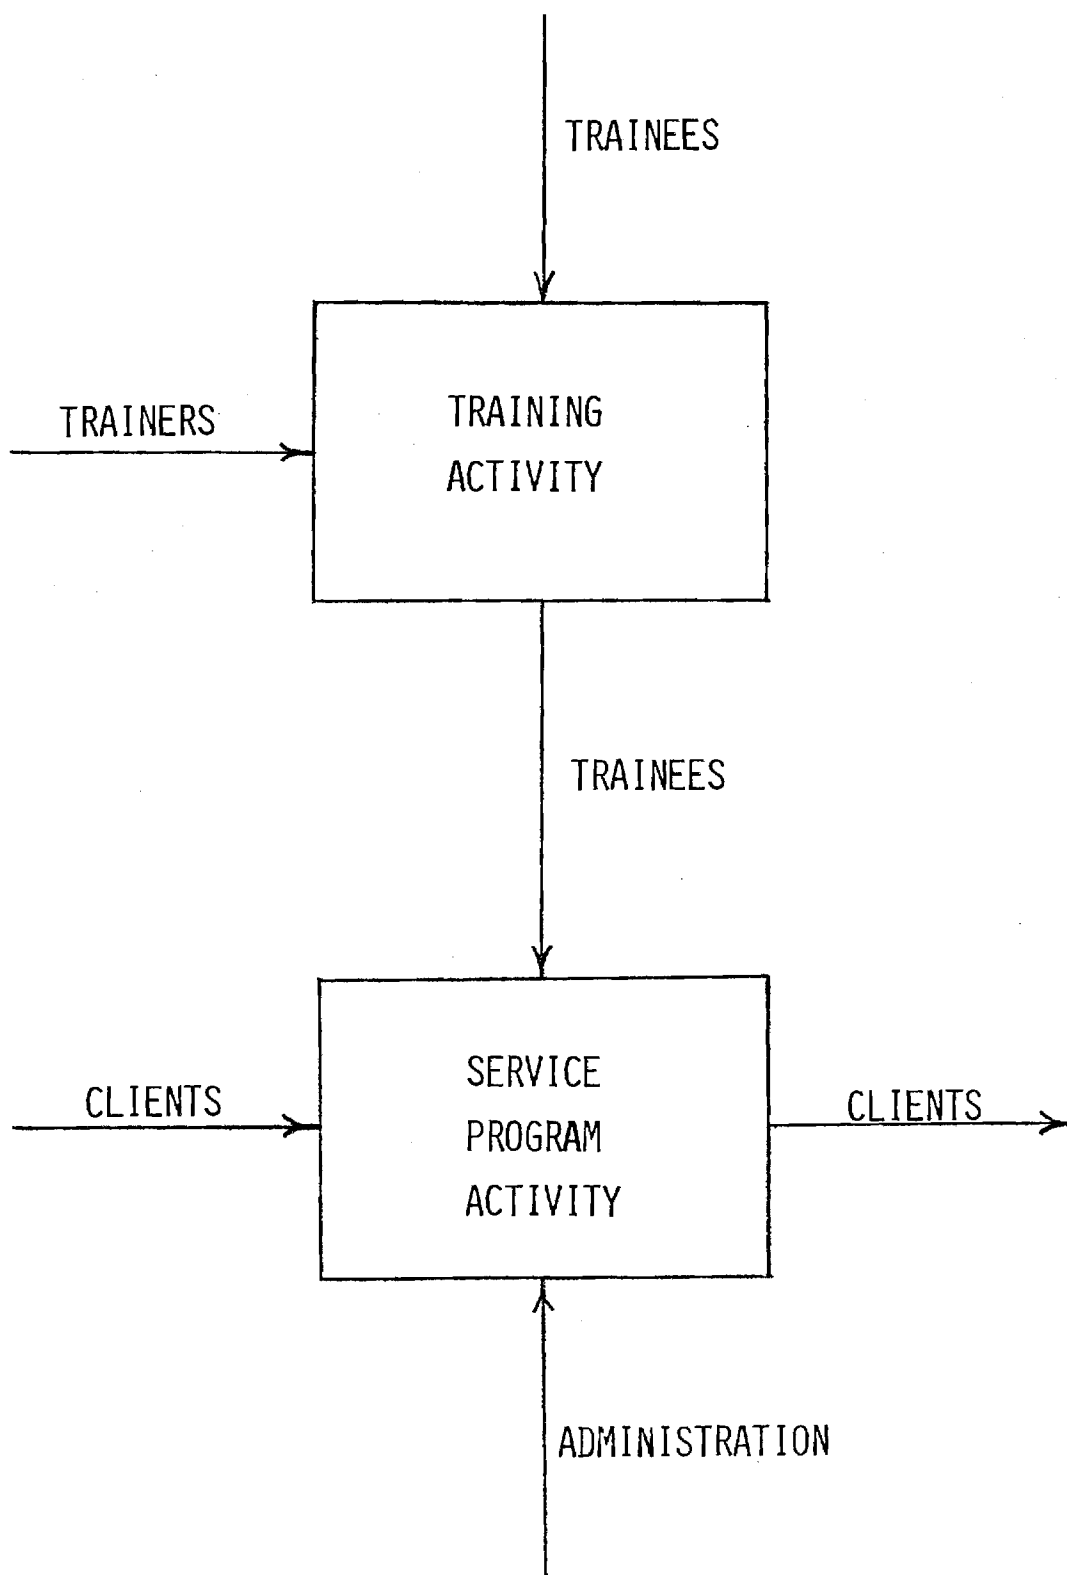 TRAINEES
TRAINERS
TRAINING
ACTIVITY
TRAINEES
CLIENTS
SERVICE
PROGRAM
ACTIVITY
CLIENTS
ADMINISTRATION